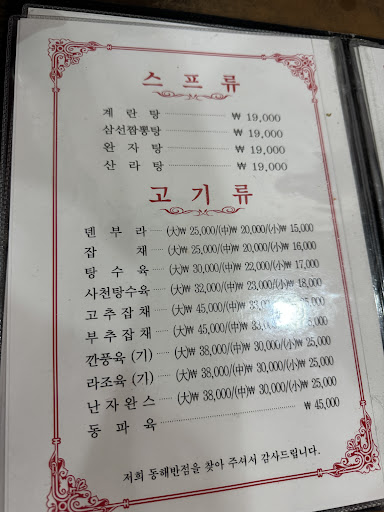 스프류
계란탕 ₩ 19,000
삼선짬뽕탕 ₩ 19,000
완자탕 ₩ 19,000
산라탕 ₩ 19,000
고기류
덴부라 (大)₩ 25,000/(中)₩ 20,000/(小)₩ 15,000
잡채 (大)₩ 25,000/(中)₩ 20,000/(小)₩ 16,000
탕수육 (大)₩ 30,000/(中)₩ 22,000/(小)₩ 17,000
사천탕수육 (大)₩ 32,000/(中)₩ 23,000/(小)₩ 18,000
고추잡채 (大)₩ 45,000/(中)₩ 33,000
부추잡채 (大)₩ 45,000/(中)₩
깐풍육 (기) (大)₩ 38,000/(中)₩ 30,000/(小)₩ 25,000
라조육 (기) (大)₩ 38,000/(中)₩ 30,000/(小)₩ 25,000
난자완스 (大)₩ 38,000/(中)₩ 30,000/(小)₩ 25,000
동파육 ₩ 45,000
저희 동해반점을 찾아 주셔서 감사드립니다.